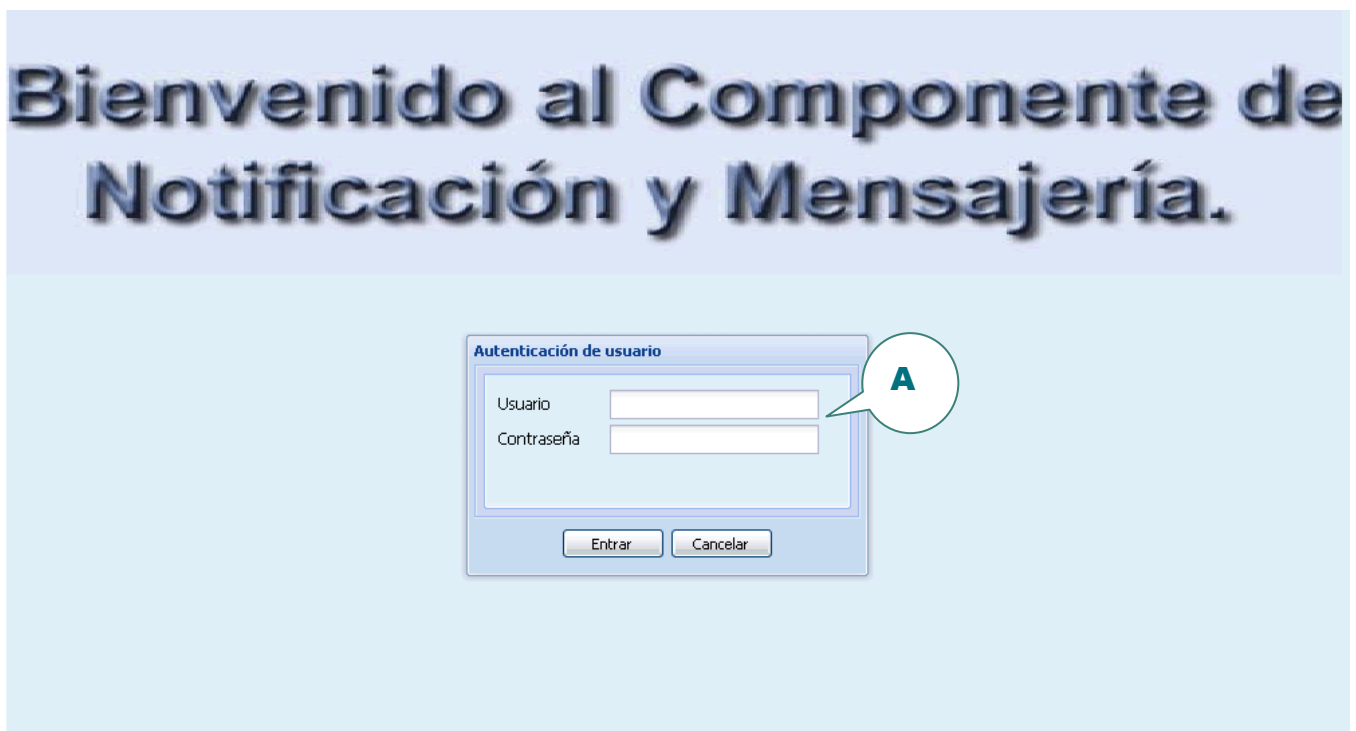 Bienvenido al Componente de
Notificación y Mensajería.
Autenticación de usuario
A
Usuario
Contraseña
Entrar Cancelar